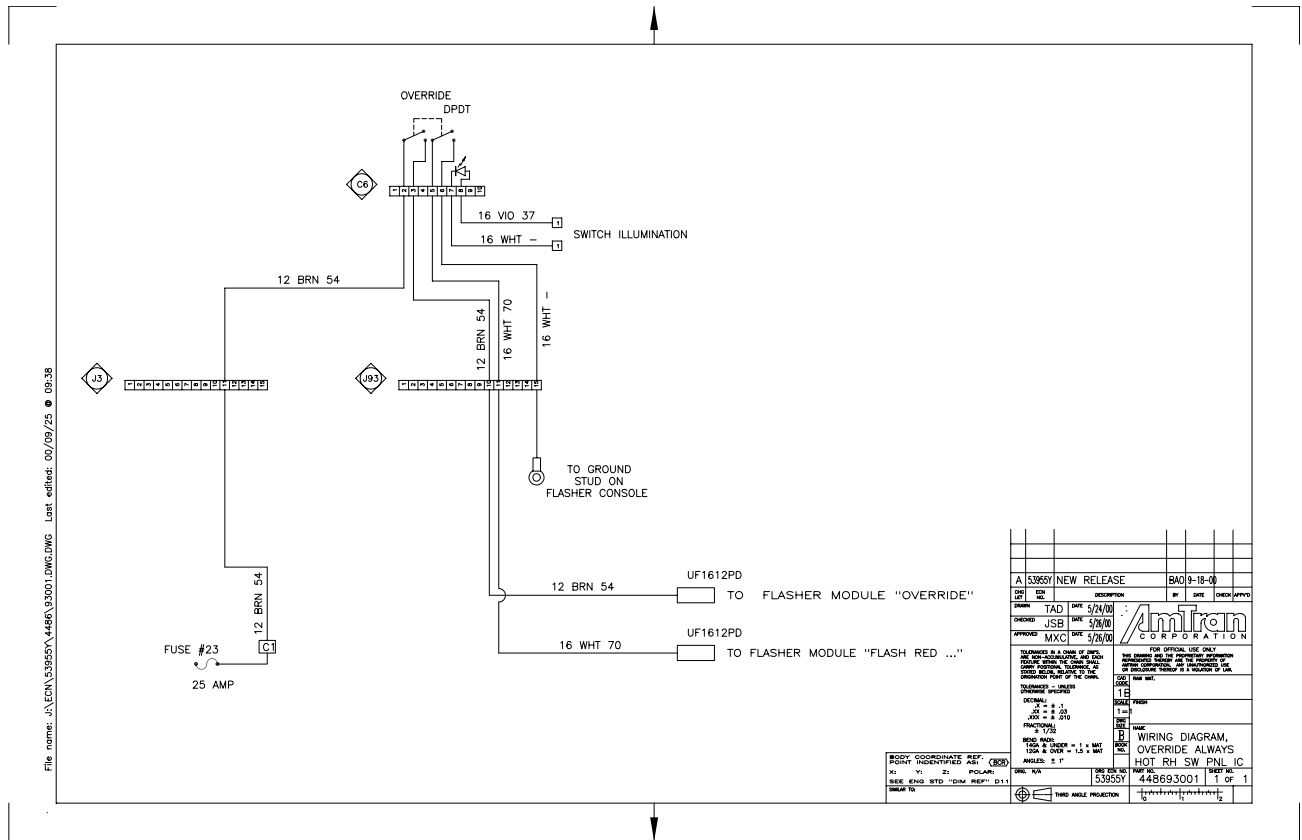 OVERRIDE
DPDT
C6
1 2 3 4 5 6 7 8 9 10
16 VIO 37
1
SWITCH ILLUMINATION
16 WHT -
1
12 BRN 54
12 BRN 54
16 WHT 70
16 WHT -
J3
1 2 3 4 5 6 7 8 9 10 11 12 13 14 15
J93
1 2 3 4 5 6 7 8 9 10 11 12 13 14 15
TO GROUND
STUD ON
FLASHER CONSOLE
12 BRN 54
C1
FUSE #23
25 AMP
UF1612PD
12 BRN 54
TO FLASHER MODULE "OVERRIDE"
UF1612PD
16 WHT 70
TO FLASHER MODULE "FLASH RED ..."
File name: J:\ECN\53955Y\4486\93001.DWG.DWG Last edited: 00/09/25 @ 09:38
A 53955Y NEW RELEASE BAO 9-18-00
CHG LET ECN NO. DESCRIPTION BY DATE CHECK APPV'D
DRAWN TAD DATE 5/24/00
CHECKED JSB DATE 5/26/00
APPROVED MXC DATE 5/26/00
AmTran
CORPORATION
TOLERANCES IN A CHAIN OF DIM'S,
ARE NON-ACCUMULATIVE, AND EACH
FEATURE WITHIN THE CHAIN SHALL
CARRY POSITIONAL TOLERANCE, AS
STATED BELOW, RELATIVE TO THE
ORIGINATION POINT OF THE CHAIN.
TOLERANCES - UNLESS
OTHERWISE SPECIFIED
DECIMAL:
.X = ± .1
.XX = ± .03
.XXX = ± .010
FRACTIONAL:
± 1/32
BEND RADII:
14GA & UNDER = 1 x MAT
12GA & OVER = 1.5 x MAT
ANGLES: ± 1°
FOR OFFICIAL USE ONLY
THIS DRAWING AND THE PROPRIETARY INFORMATION
REPRESENTED THEREBY ARE THE PROPERTY OF
AMTRAN CORPORATION. ANY UNAUTHORIZED USE
OR DISCLOSURE THEREOF IS A VIOLATION OF LAW.
CAD CODE
1B
RAW MAT.
SCALE
1=1
FINISH
DWG SIZE
B
BOOK NO.
NAME
WIRING DIAGRAM,
OVERRIDE ALWAYS
HOT RH SW PNL IC
BODY COORDINATE REF.
POINT INDENTIFIED AS: BCR
X: Y: Z: POLAR:
SEE ENG STD "DIM REF" D11
SIMILAR TO:
ORIG. N/A
ORG ECN NO.
53955Y
PART NO.
448693001
SHEET NO.
1 OF 1
THIRD ANGLE PROJECTION
0 1 2